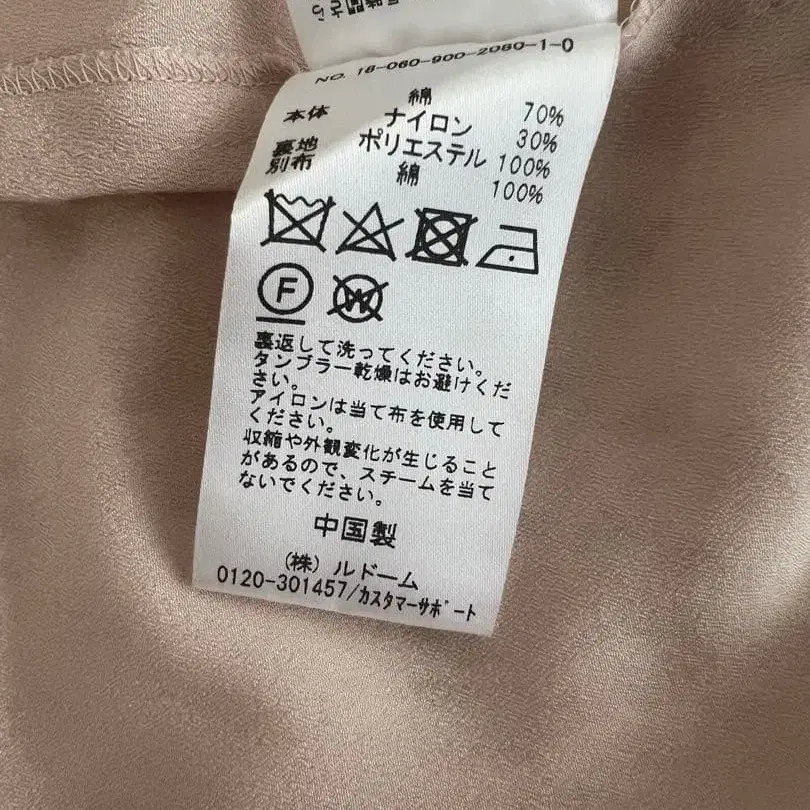 NO. 16-060-900-2060-1-0
本体 綿 70%
ナイロン 30%
裏地 ポリエステル 100%
別布 綿 100%
F
W
裏返して洗ってください。
タンブラー乾燥はお避けくだ
さい。
アイロンは当て布を使用して
ください。
収縮や外観変化が生じること
があるので、スチームを当て
ないでください。
中国製
(株) ルドーム
0120-301457/カスタマーサポート